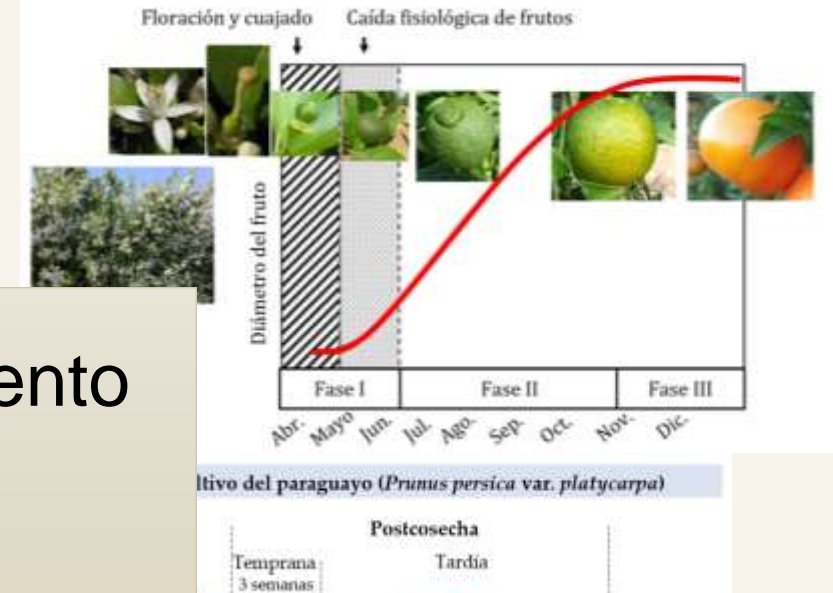 Floración y cuajado
Caída fisiológica de frutos
Diámetro del fruto
Fase I
Fase II
Fase III
Abr. Mayo Jun. Jul. Ago. Sep. Oct. Nov. Dic.
ento
ltivo del paraguayo (Prunus persica var. platycarpa)
Postcosecha
Temprana
3 semanas
Tardía